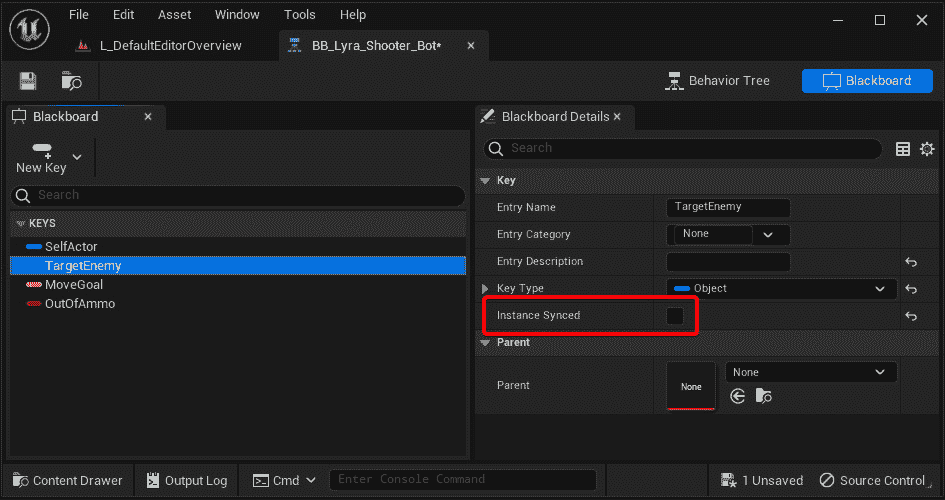 File Edit Asset Window Tools Help
L_DefaultEditorOverview
BB_Lyra_Shooter_Bot*
Behavior Tree
Blackboard
Blackboard
New Key
Search
KEYS
SelfActor
TargetEnemy
MoveGoal
OutOfAmmo
Blackboard Details
Search
Key
Entry Name TargetEnemy
Entry Category None
Entry Description
Key Type Object
Instance Synced
Parent
Parent None None
Content Drawer Output Log Cmd Enter Console Command 1 Unsaved Source Control